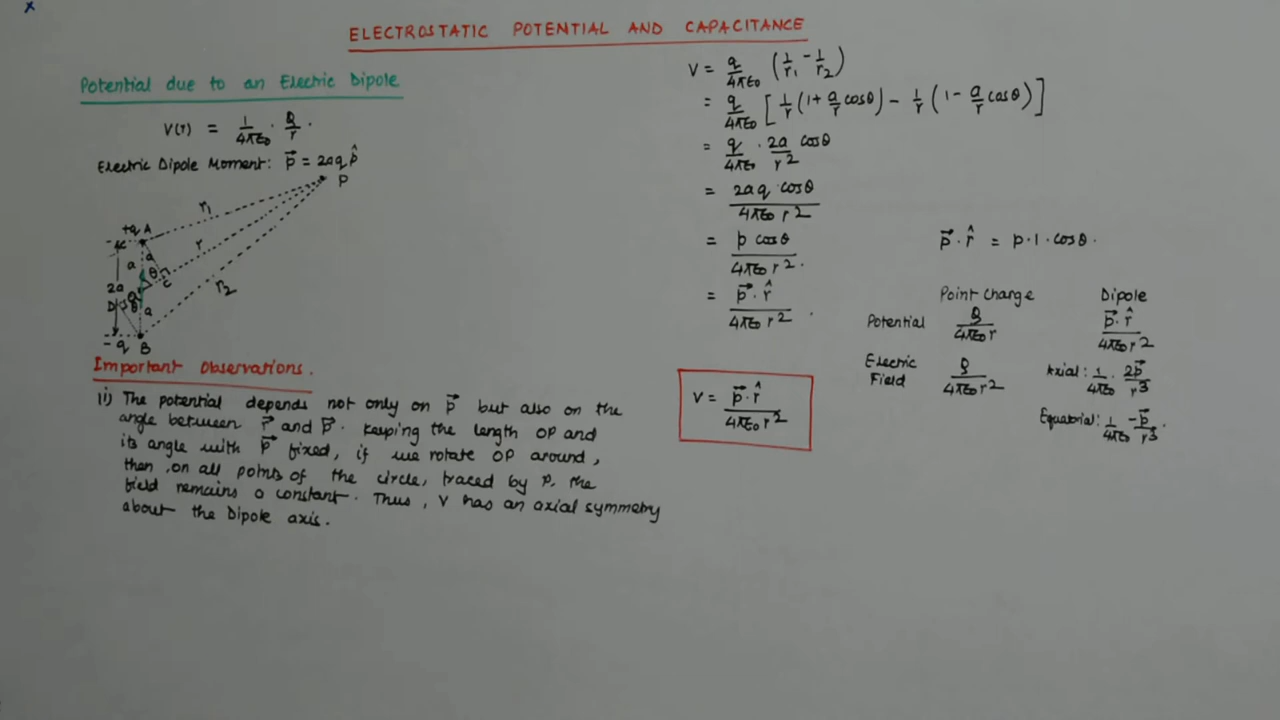 ELECTROSTATIC POTENTIAL AND CAPACITANCE
Potential due to an Electric Dipole
V(r) = 1/4πε₀ · Q/r .
Electric Dipole Moment: p⃗ = 2aq p̂
P
r₁
+q A
r
a
a
θ
r₂
C
2a
O
D
θ
a
-q B
Important Observations.
(i) The potential depends not only on p⃗ but also on the
angle between r⃗ and p⃗. Keeping the length OP and
its angle with p⃗ fixed, if we rotate OP around,
then, on all points of the circle, traced by P, the
field remains a constant. Thus, V has an axial symmetry
about the Dipole axis.
V = q/4πε₀ (1/r₁ - 1/r₂)
= q/4πε₀ [1/r (1 + a/r cosθ) - 1/r (1 - a/r cosθ)]
= q/4πε₀ · 2a/r² cosθ
= 2aq cosθ / 4πε₀ r²
= p cosθ / 4πε₀ r² .
= p⃗ · r̂ / 4πε₀ r² .
V = p⃗ · r̂ / 4πε₀ r²
p⃗ · r̂ = p · 1 · cosθ .
Point Charge Dipole
Potential Q/4πε₀r p⃗ · r̂ / 4πε₀ r²
Electric Field Q/4πε₀r² Axial: 1/4πε₀ · 2p⃗/r³
Equatorial: 1/4πε₀ · -p⃗/r³ .